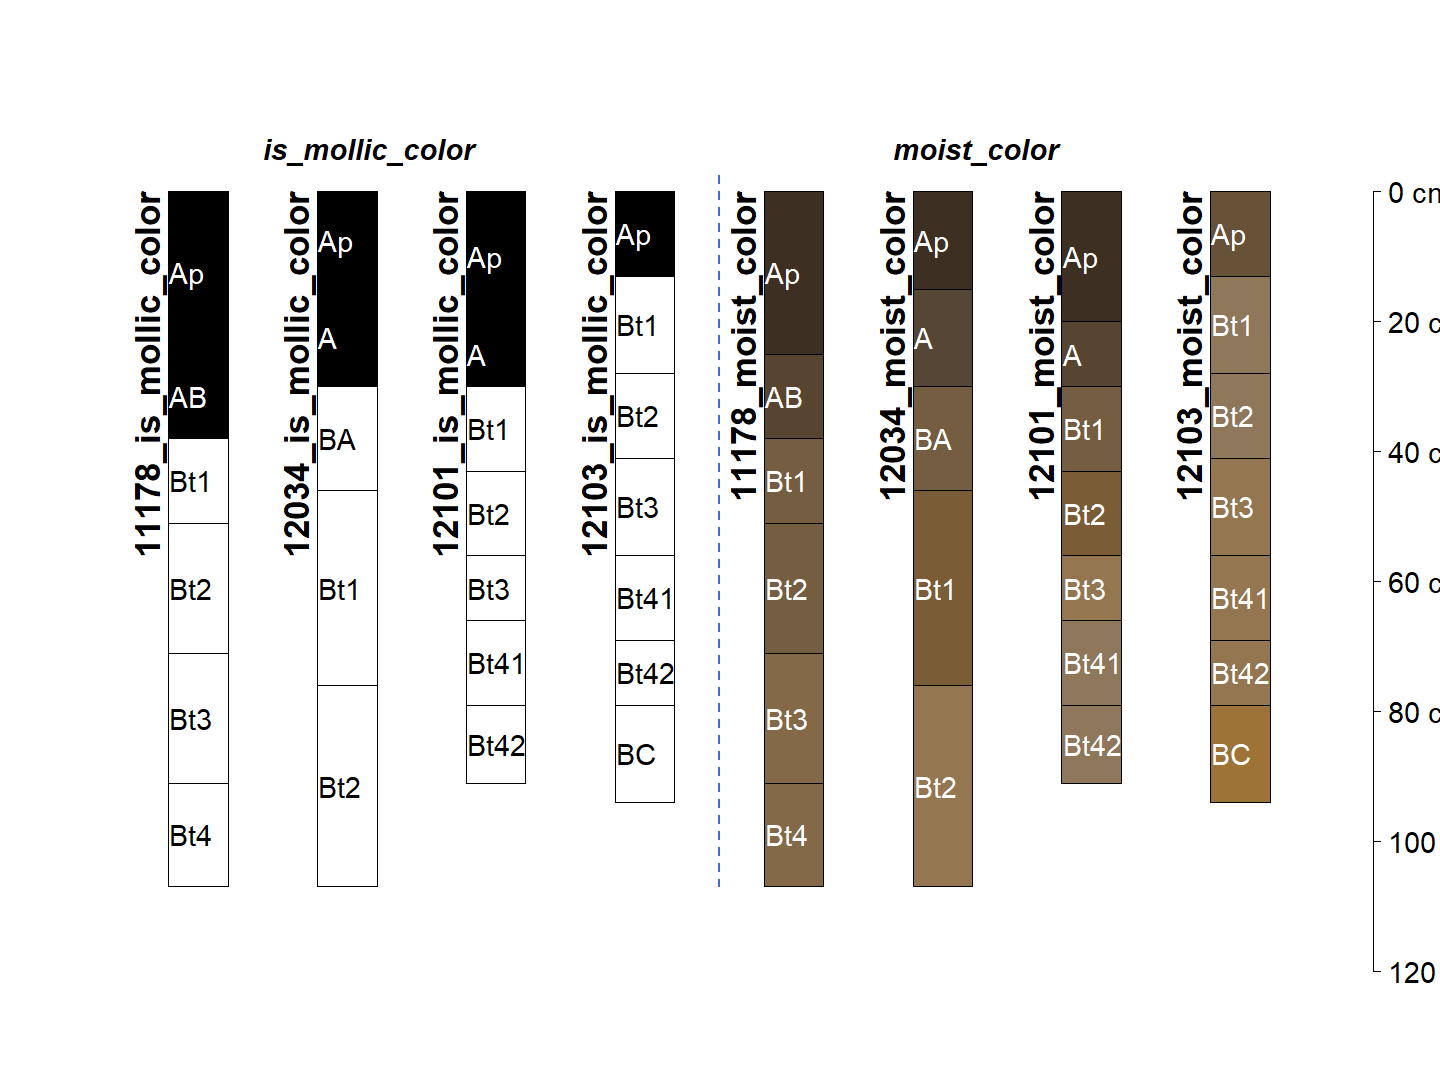 is_mollic_color
moist_color
11178_is_mollic_color
Ap
AB
Bt1
Bt2
Bt3
Bt4
12034_is_mollic_color
Ap
A
BA
Bt1
Bt2
12101_is_mollic_color
Ap
A
Bt1
Bt2
Bt3
Bt41
Bt42
12103_is_mollic_color
Ap
Bt1
Bt2
Bt3
Bt41
Bt42
BC
11178_moist_color
Ap
AB
Bt1
Bt2
Bt3
Bt4
12034_moist_color
Ap
A
BA
Bt1
Bt2
12101_moist_color
Ap
A
Bt1
Bt2
Bt3
Bt41
Bt42
12103_moist_color
Ap
Bt1
Bt2
Bt3
Bt41
Bt42
BC
0 cm
20 c
40 c
60 c
80 c
100
120